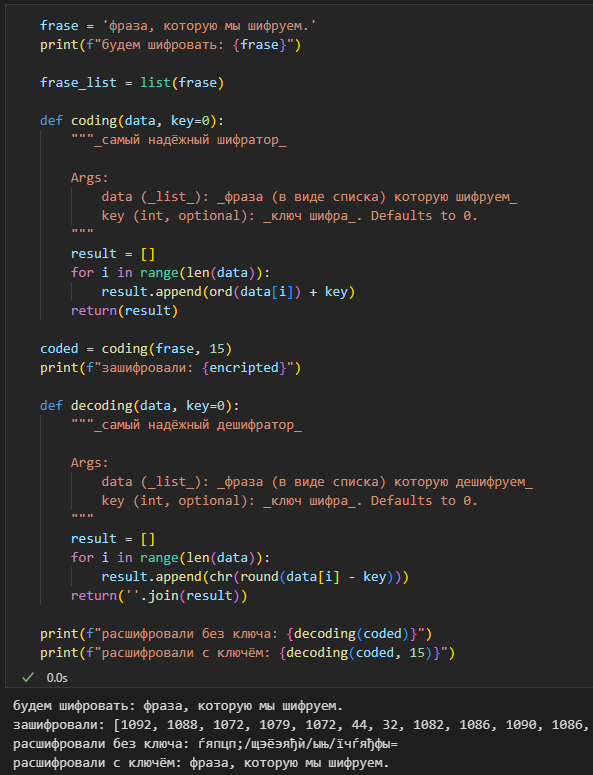 frase = 'фраза, которую мы шифруем.'
print(f"будем шифровать: {frase}")
frase_list = list(frase)
def coding(data, key=0):
"""_самый надёжный шифратор_
Args:
data (_list_): _фраза (в виде списка) которую шифруем_
key (int, optional): _ключ шифра_. Defaults to 0.
"""
result = []
for i in range(len(data)):
result.append(ord(data[i]) + key)
return(result)
coded = coding(frase, 15)
print(f"зашифровали: {encripted}")
def decoding(data, key=0):
"""_самый надёжный дешифратор_
Args:
data (_list_): _фраза (в виде списка) которую дешифруем_
key (int, optional): _ключ шифра_. Defaults to 0.
"""
result = []
for i in range(len(data)):
result.append(chr(round(data[i] - key)))
return(''.join(result))
print(f"расшифровали без ключа: {decoding(coded)}")
print(f"расшифровали с ключём: {decoding(coded, 15)}")
0.0s
будем шифровать: фраза, которую мы шифруем.
зашифровали: [1092, 1088, 1072, 1079, 1072, 44, 32, 1082, 1086, 1090, 1086,
расшифровали без ключа: ѓяпцп;/щэёэяђѝ/ыњ/їчѓяђфы=
расшифровали с ключём: фраза, которую мы шифруем.